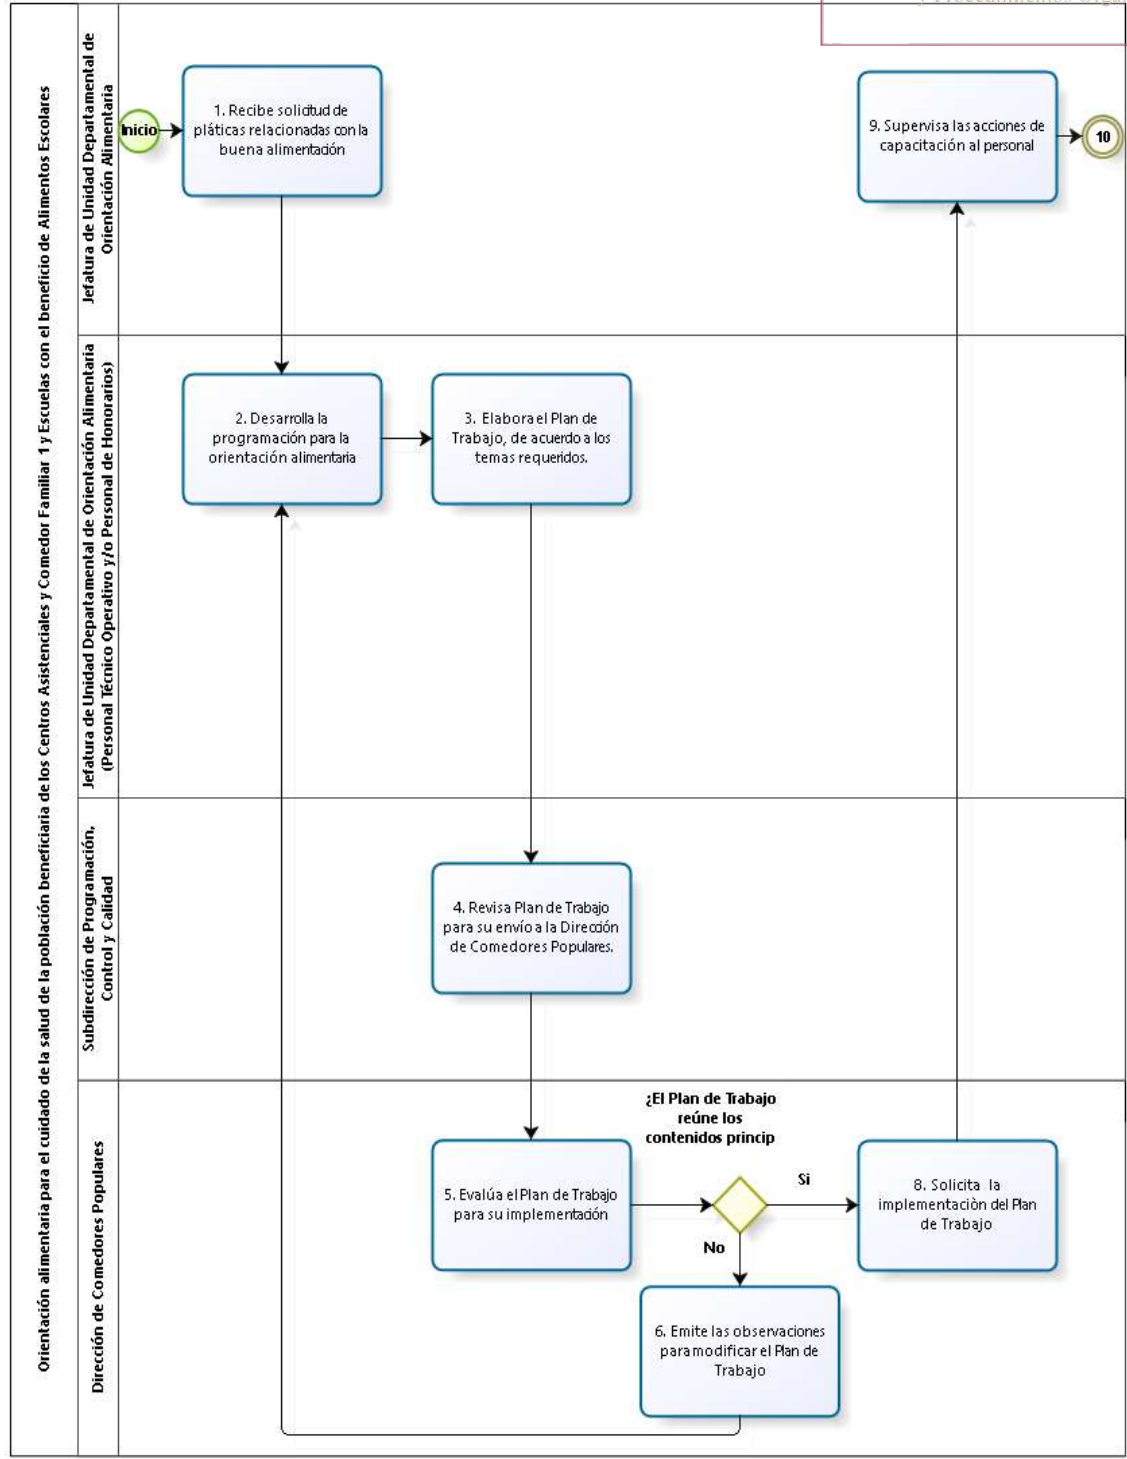 Orientación alimentaria para el cuidado de la salud de la población beneficiaria de los Centros Asistenciales y Comedor Familiar 1 y Escuelas con el beneficio de Alimentos Escolares
Jefatura de Unidad Departamental de
Orientación Alimentaria
Inicio
1. Recibe solicitud de
pláticas relacionadas con la
buena alimentación
9. Supervisa las acciones de
capacitación al personal
10
Jefatura de Unidad Departamental de Orientación Alimentaria
(Personal Técnico Operativo y/o Personal de Honorarios)
2. Desarrolla la
programación para la
orientación alimentaria
3. Elabora el Plan de
Trabajo, de acuerdo a los
temas requeridos.
Subdirección de Programación,
Control y Calidad
4. Revisa Plan de Trabajo
para su envío a la Dirección
de Comedores Populares.
Dirección de Comedores Populares
5. Evalúa el Plan de Trabajo
para su implementación
¿El Plan de Trabajo
reúne los
contenidos princip
Si
No
8. Solicita la
implementaciòn del Plan
de Trabajo
6. Emite las observaciones
para modificar el Plan de
Trabajo